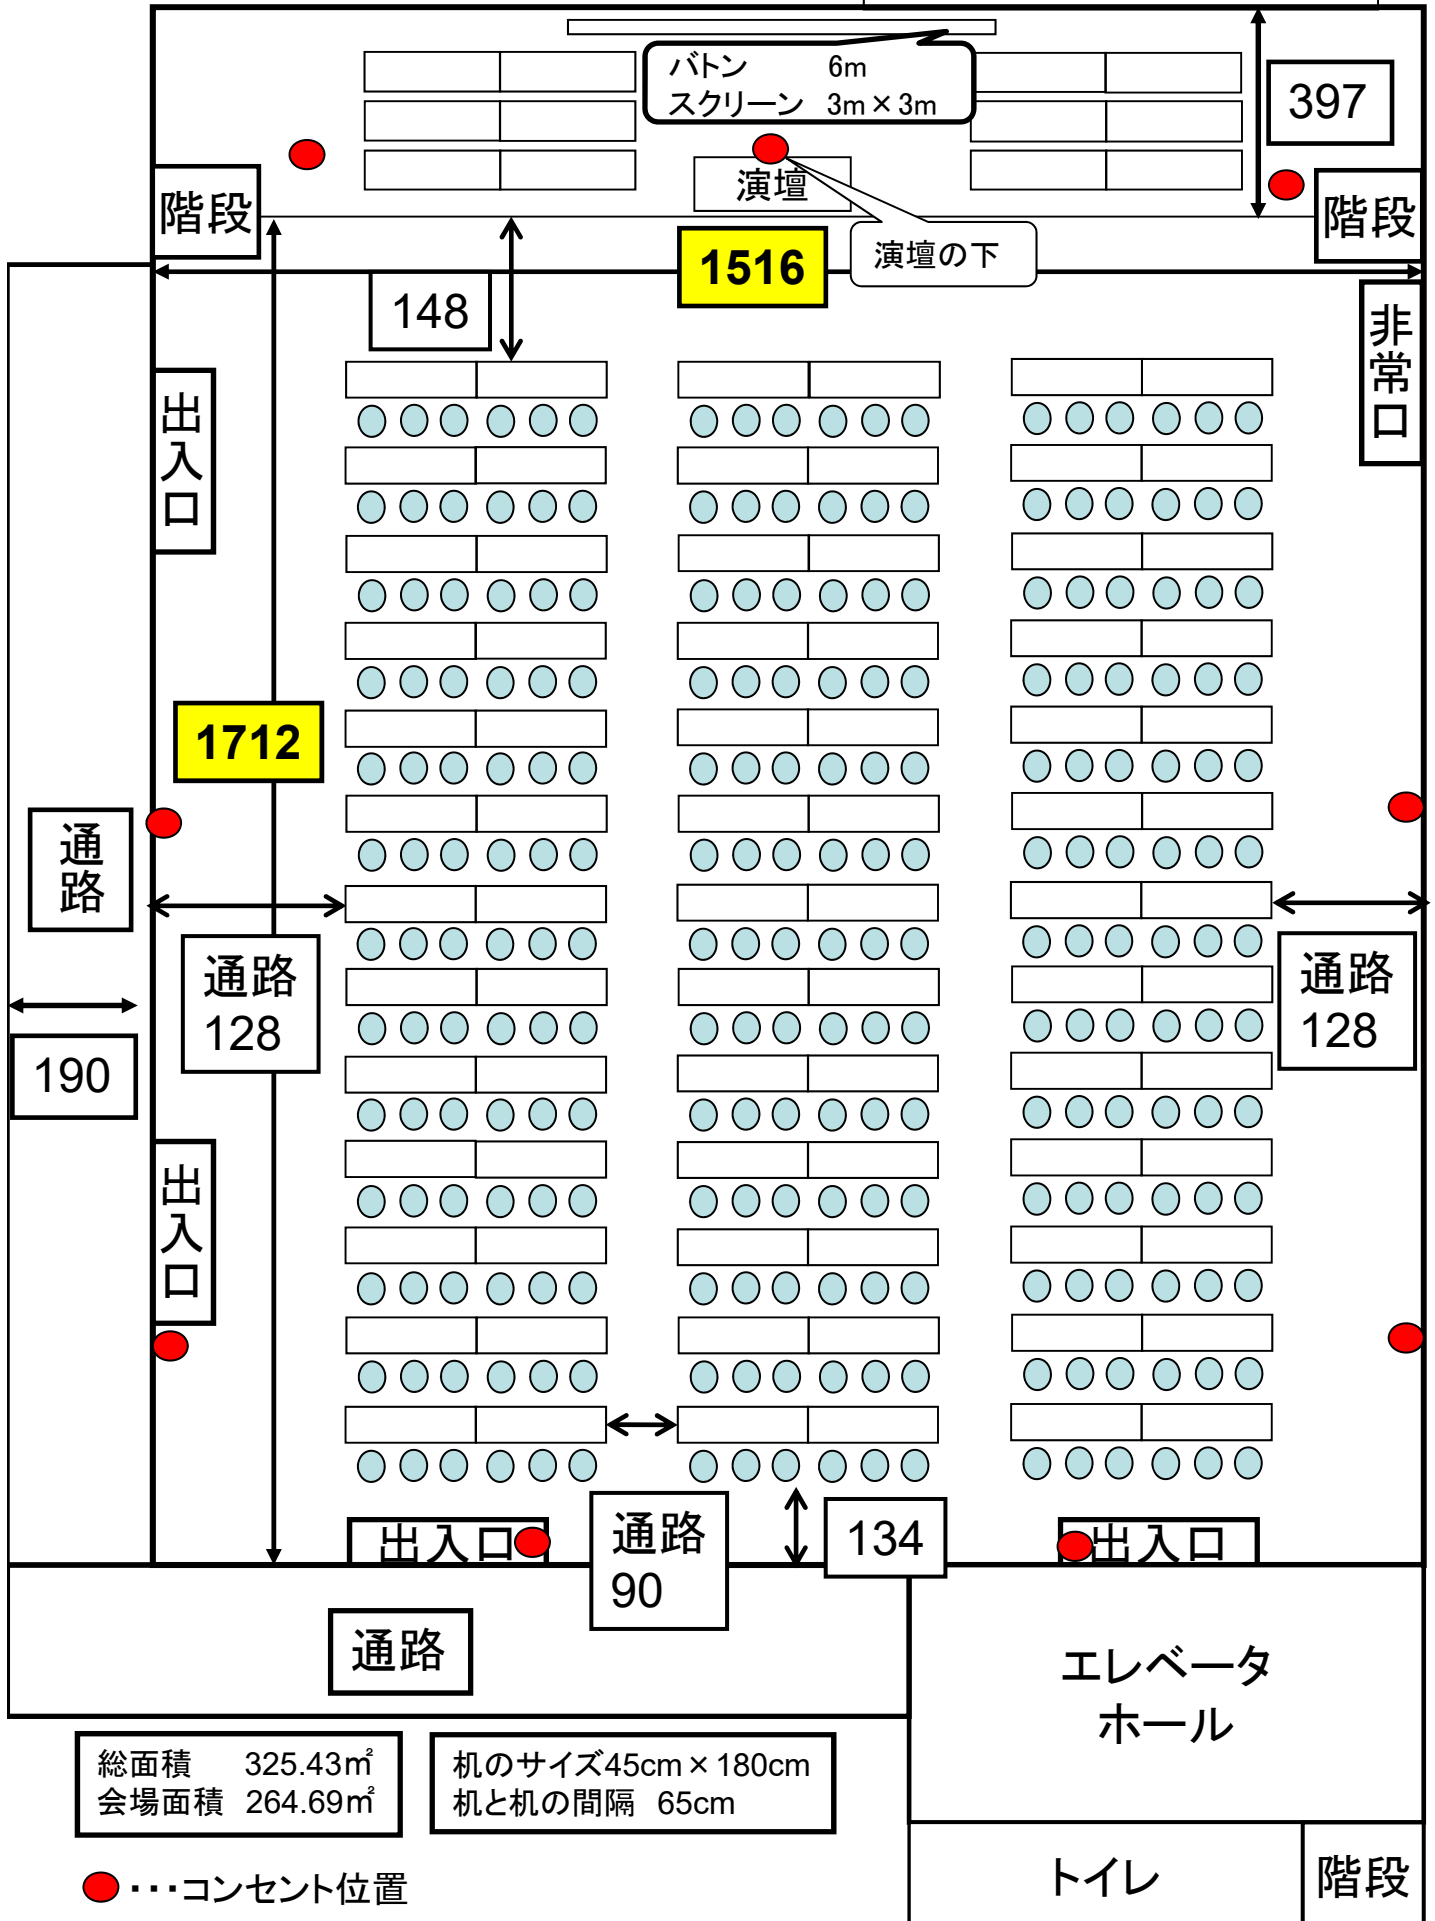 バトン 6m
スクリーン 3m×3m
397
演壇
階段
階段
演壇の下
1516
148
非常口
出入口
1712
通路
通路
128
通路
128
190
出入口
出入口
通路
90
134
出入口
通路
エレベータ
ホール
総面積 325.43㎡
会場面積 264.69㎡
机のサイズ45cm×180cm
机と机の間隔 65cm
トイレ
階段
・・・コンセント位置